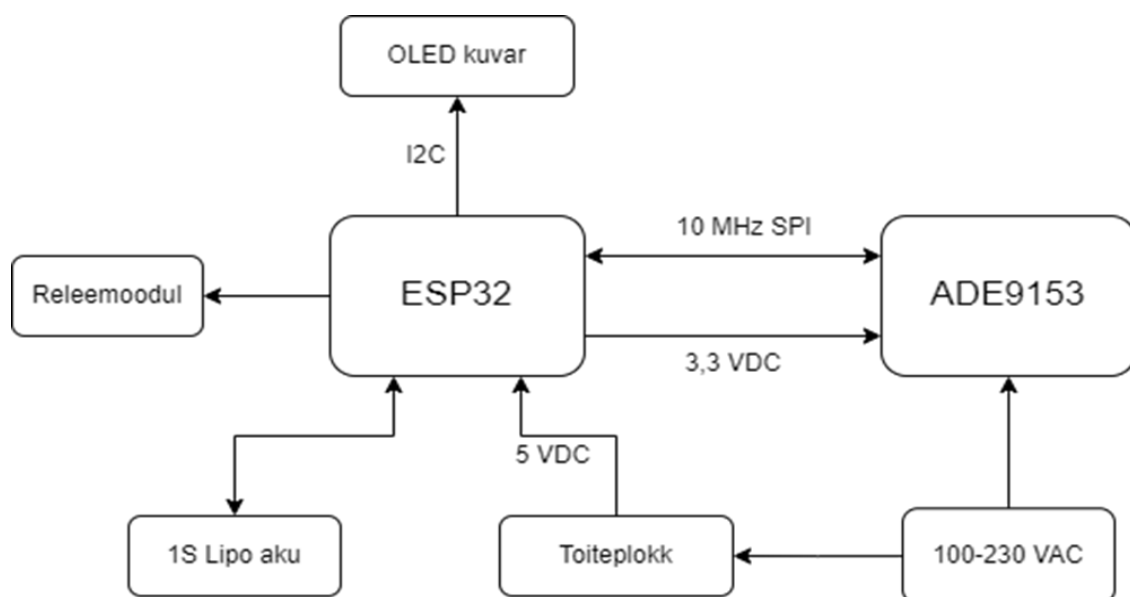 OLED kuvar
I2C
10 MHz SPI
Releemoodul
ESP32
ADE9153
3,3 VDC
5 VDC
1S Lipo aku
Toiteplokk
100-230 VAC